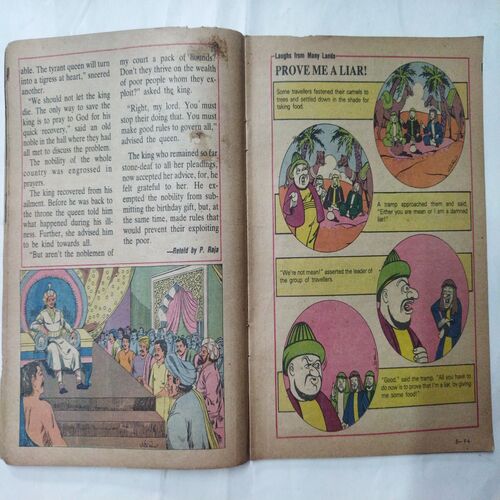 able. The tyrant queen will turn
into a tigress at heart," sneered
another.
"We should not let the king
die. The only way to save the
king is to pray to God for his
quick recovery," said an old
noble in the hall where they had
all met to discuss the problem.
The nobility of the whole
country was engrossed in
prayers.
The king recovered from his
ailment. Before he was back to
the throne the queen told him
what happened during his ill-
ness. Further, she advised him
to be kind towards all.
"But aren't the noblemen of
my court a pack of hounds?
Don't they thrive on the wealth
of poor people whom they ex-
ploit?" asked the king.
"Right, my lord. You must
stop their doing that. You must
make good rules to govern all,"
advised the queen.
The king who remained so far
stone-deaf to all her pleadings,
now accepted her advice, for, he
felt grateful to her. He ex-
empted the nobility from sub-
mitting the birthday gift, but, at
the same time, made rules that
would prevent their exploiting
the poor.
—Retold by P. Raja
Laughs from Many Lands
PROVE ME A LIAR!
Some travellers fastened their camels to
trees and settled down in the shade for
taking food.
A tramp approached them and said,
"Either you are mean or I am a damned
liar!"
"We're not mean!" asserted the leader of
the group of travellers.
"Good," said the tramp. "All you have to
do now is to prove that I'm a liar, by giving
me some food!"